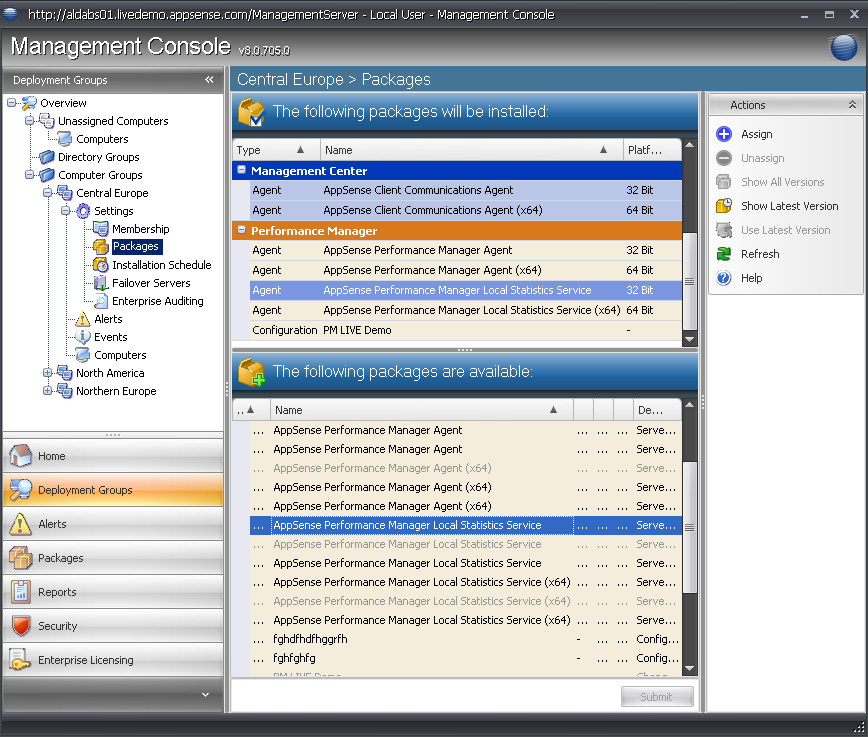 http://aldabs01.livedemo.appsense.com/ManagementServer - Local User - Management Console
Management Console v8.0.705.0
Deployment Groups
Overview
Unassigned Computers
Computers
Directory Groups
Computer Groups
Central Europe
Settings
Membership
Packages
Installation Schedule
Failover Servers
Enterprise Auditing
Alerts
Events
Computers
North America
Northern Europe
Home
Deployment Groups
Alerts
Packages
Reports
Security
Enterprise Licensing
Central Europe > Packages
The following packages will be installed:
Type Name Platf...
Management Center
Agent AppSense Client Communications Agent 32 Bit
Agent AppSense Client Communications Agent (x64) 64 Bit
Performance Manager
Agent AppSense Performance Manager Agent 32 Bit
Agent AppSense Performance Manager Agent (x64) 64 Bit
Agent AppSense Performance Manager Local Statistics Service 32 Bit
Agent AppSense Performance Manager Local Statistics Service (x64) 64 Bit
Configuration PM LIVE Demo -
The following packages are available:
.. Name De...
... AppSense Performance Manager Agent ... ... ... Serve...
... AppSense Performance Manager Agent ... ... ... Serve...
... AppSense Performance Manager Agent (x64) ... ... ... Serve...
... AppSense Performance Manager Agent (x64) ... ... ... Serve...
... AppSense Performance Manager Agent (x64) ... ... ... Serve...
... AppSense Performance Manager Local Statistics Service ... ... ... Serve...
... AppSense Performance Manager Local Statistics Service ... ... ... Serve...
... AppSense Performance Manager Local Statistics Service ... ... ... Serve...
... AppSense Performance Manager Local Statistics Service (x64) ... ... ... Serve...
... AppSense Performance Manager Local Statistics Service (x64) ... ... ... Serve...
... AppSense Performance Manager Local Statistics Service (x64) ... ... ... Serve...
... fghdfhdfhggrfh - ... ... Config...
... fghfghfg - ... ... Config...
PM LIVE Demo
Submit
Actions
Assign
Unassign
Show All Versions
Show Latest Version
Use Latest Version
Refresh
Help